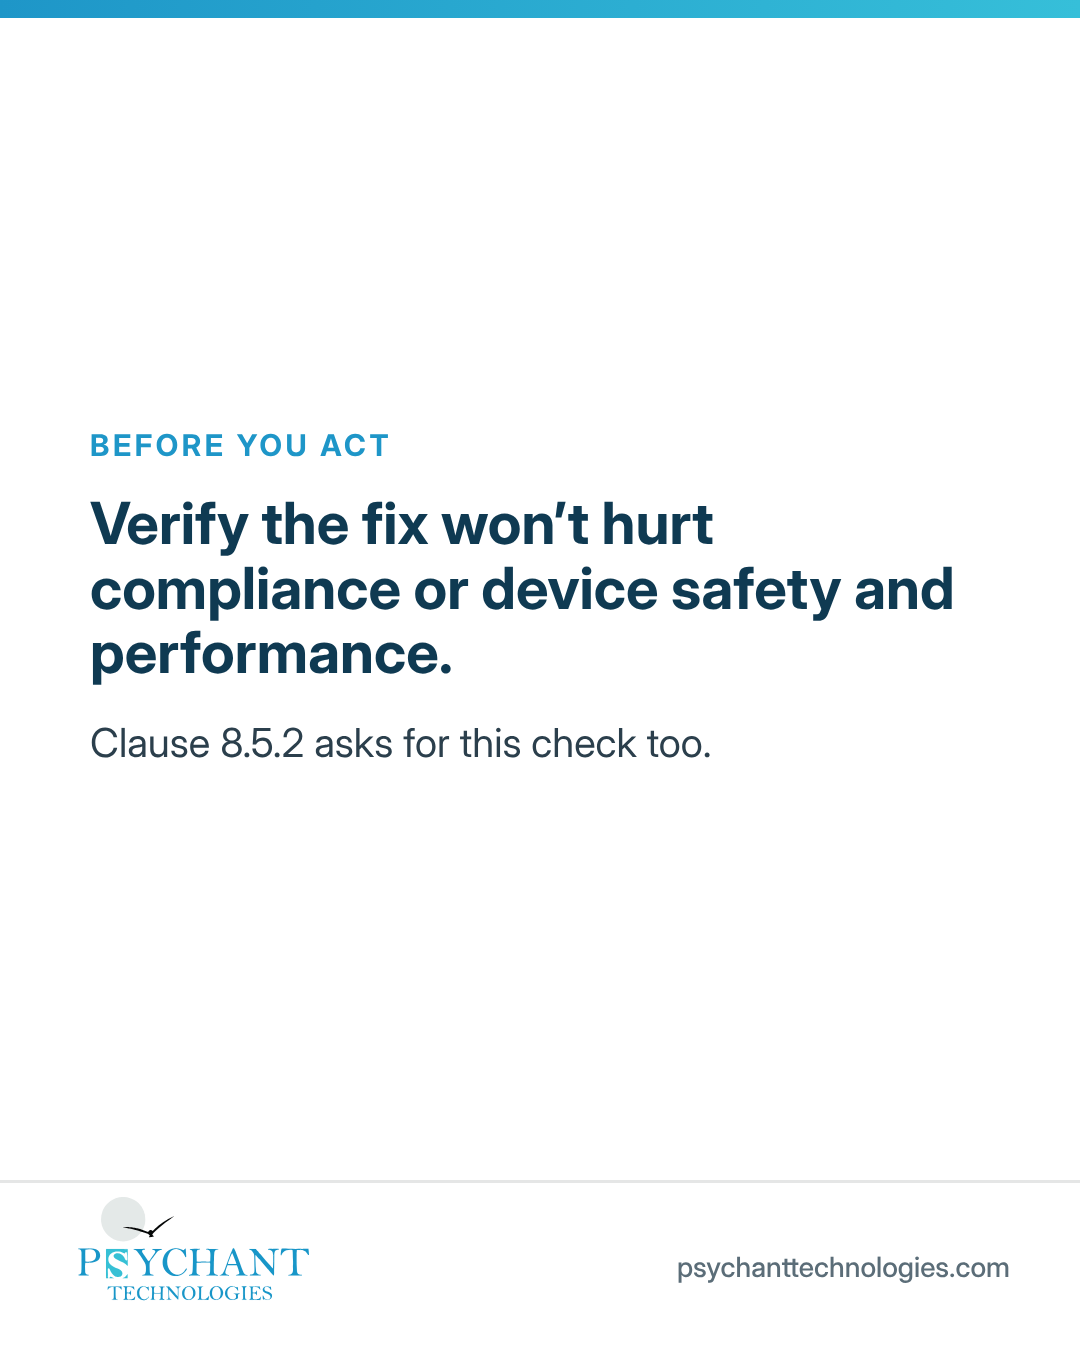 BEFORE YOU ACT
Verify the fix won’t hurt
compliance or device safety and
performance.
Clause 8.5.2 asks for this check too.
PSYCHANT
TECHNOLOGIES
psychanttechnologies.com